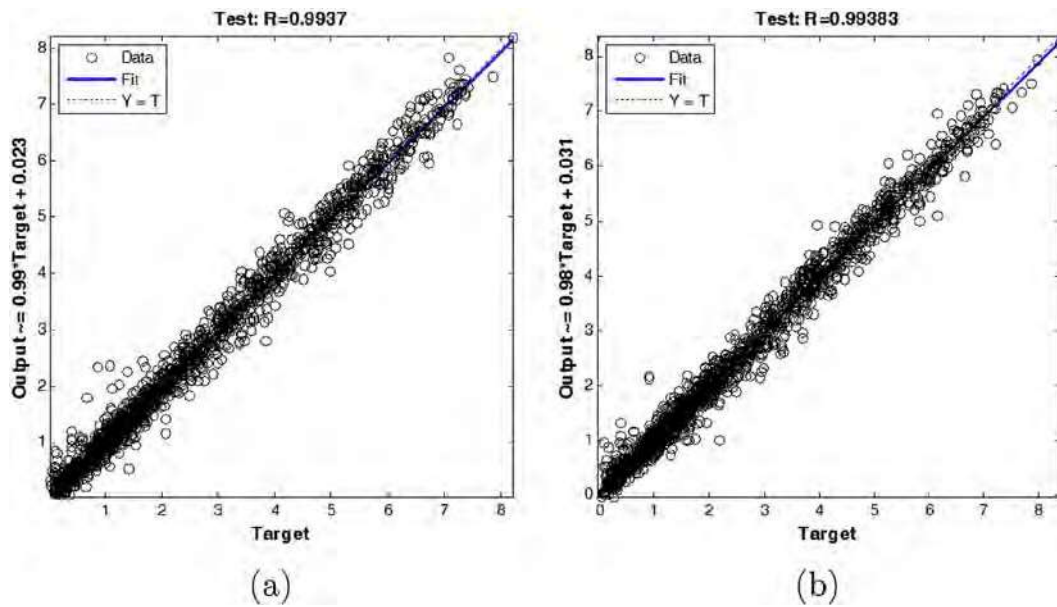 Test: R=0.9937
Data
Fit
Y = T
Output ~= 0.99*Target + 0.023
8
7
6
5
4
3
2
1
1
2
3
4
5
6
7
8
Target
(a)
Test: R=0.99383
Data
Fit
Y = T
Output ~= 0.98*Target + 0.031
8
7
6
5
4
3
2
1
0
0
1
2
3
4
5
6
7
8
Target
(b)